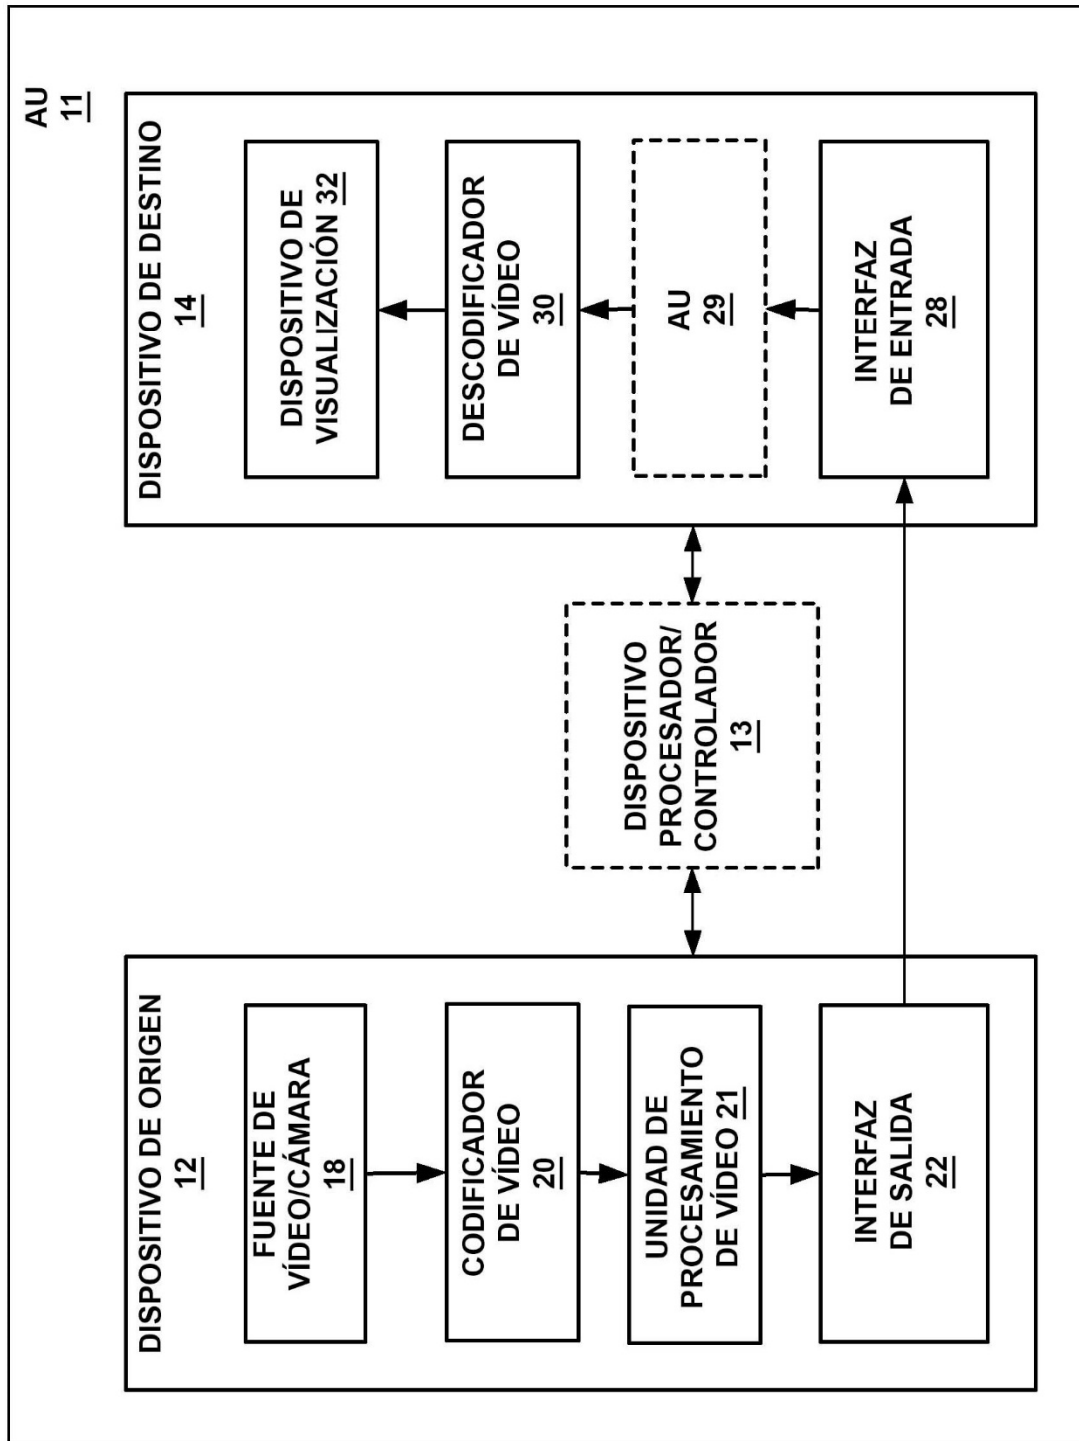 AU
11
DISPOSITIVO DE ORIGEN
12
FUENTE DE
VÍDEO/CÁMARA
18
CODIFICADOR
DE VÍDEO
20
UNIDAD DE
PROCESAMIENTO
DE VÍDEO 21
INTERFAZ
DE SALIDA
22
DISPOSITIVO
PROCESADOR/
CONTROLADOR
13
DISPOSITIVO DE DESTINO
14
DISPOSITIVO DE
VISUALIZACIÓN 32
DESCODIFICADOR
DE VÍDEO
30
AU
29
INTERFAZ
DE ENTRADA
28